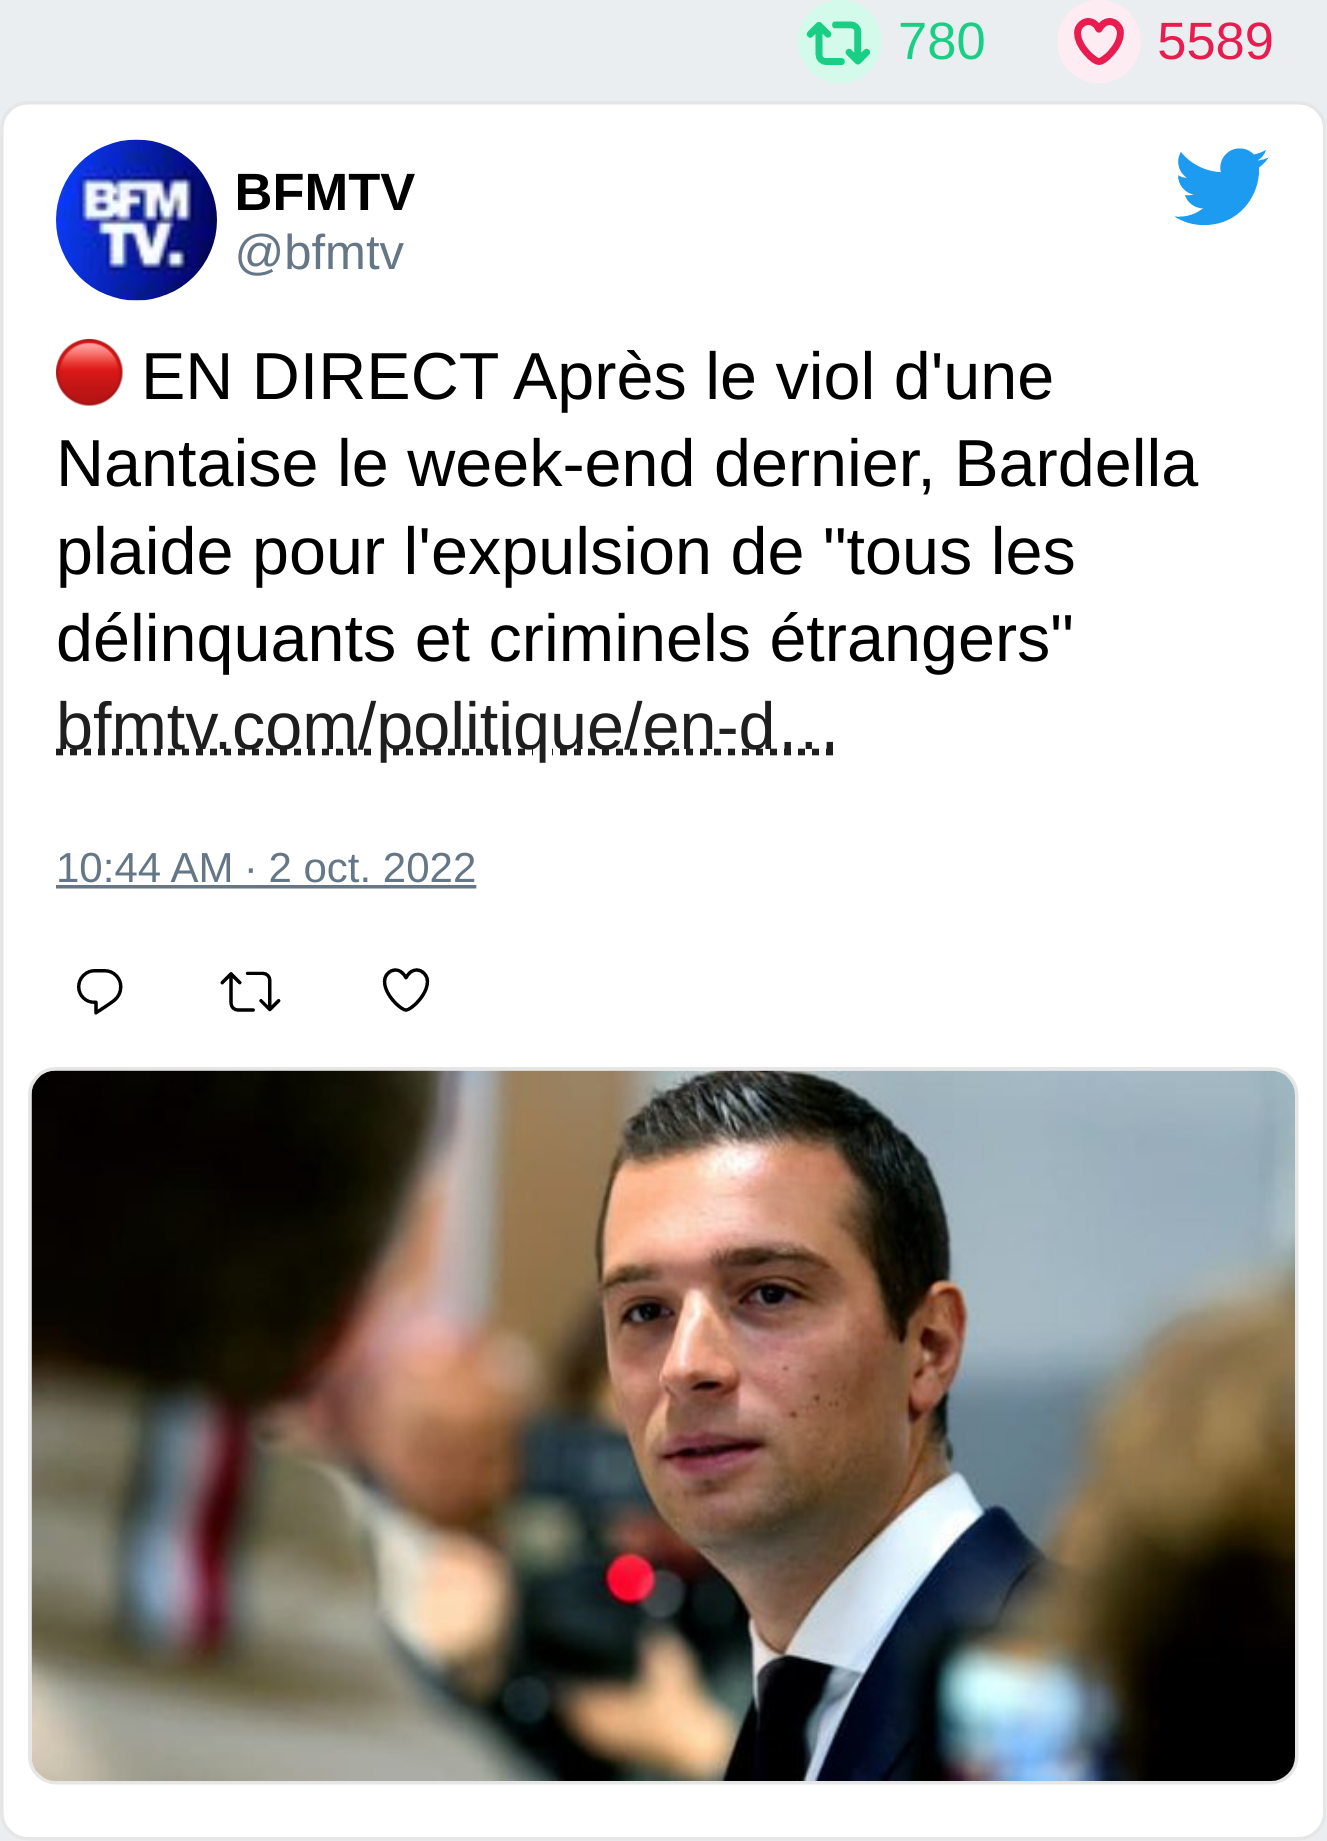 780 5589
BFM
TV.
BFMTV
@bfmtv
🔴 EN DIRECT Après le viol d'une
Nantaise le week-end dernier, Bardella
plaide pour l'expulsion de "tous les
délinquants et criminels étrangers"
bfmtv.com/politique/en-d…
10:44 AM · 2 oct. 2022